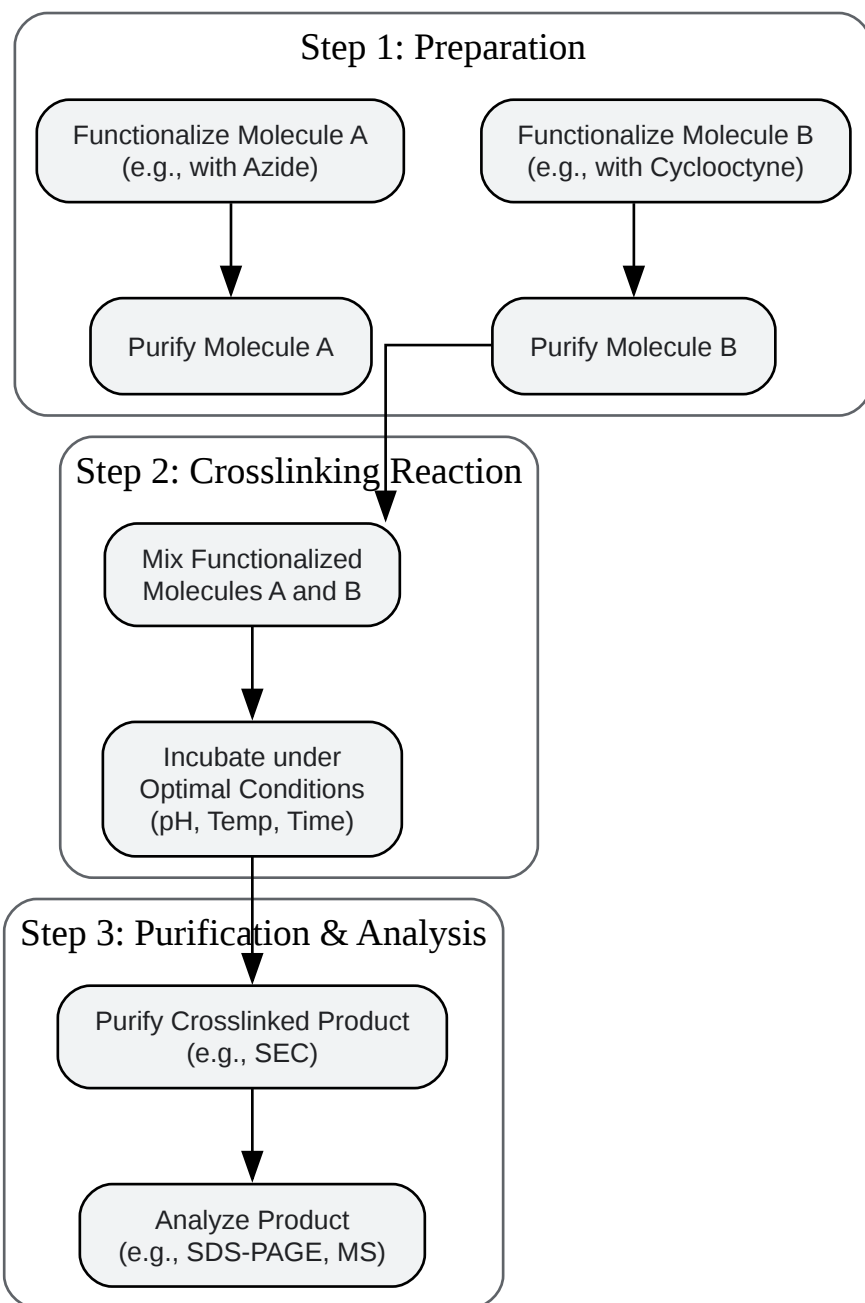 Step 1: Preparation
Functionalize Molecule A
(e.g., with Azide)
Functionalize Molecule B
(e.g., with Cyclooctyne)
Purify Molecule A
Purify Molecule B
Step 2: Crosslinking Reaction
Mix Functionalized
Molecules A and B
Incubate under
Optimal Conditions
(pH, Temp, Time)
Step 3: Purification & Analysis
Purify Crosslinked Product
(e.g., SEC)
Analyze Product
(e.g., SDS-PAGE, MS)